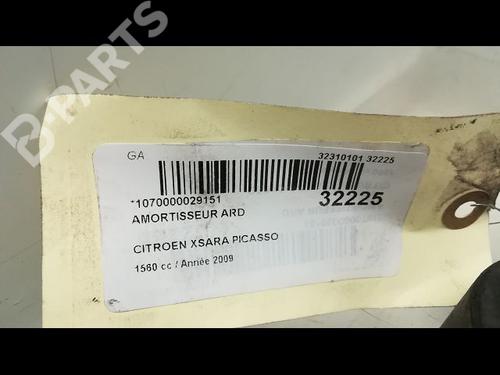 B-PARTS
GA
32310101 32225
*1070000029151
32225
AMORTISSEUR ARD
CITROEN XSARA PICASSO
1560 cc / Année 2009